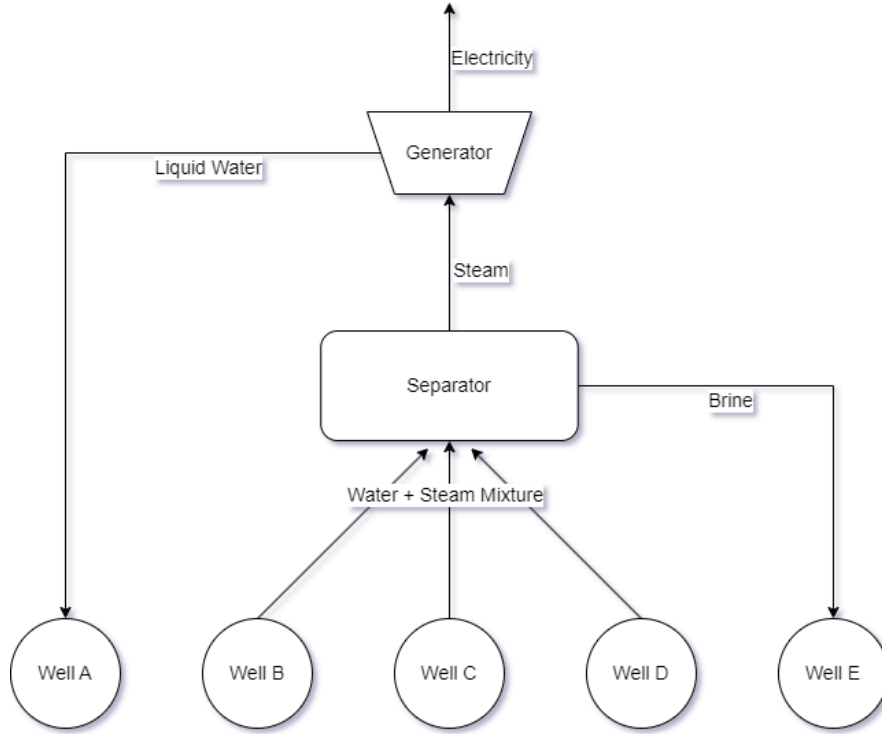 Electricity
Generator
Liquid Water
Steam
Separator
Brine
Water + Steam Mixture
Well A
Well B
Well C
Well D
Well E